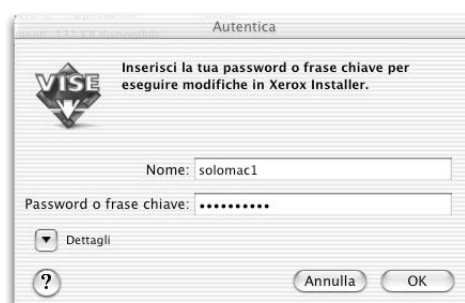 Autentica
VISE
Inserisci la tua password o frase chiave per
eseguire modifiche in Xerox Installer.
Nome: solomac1
Password o frase chiave: ••••••••••
Dettagli
?
Annulla OK